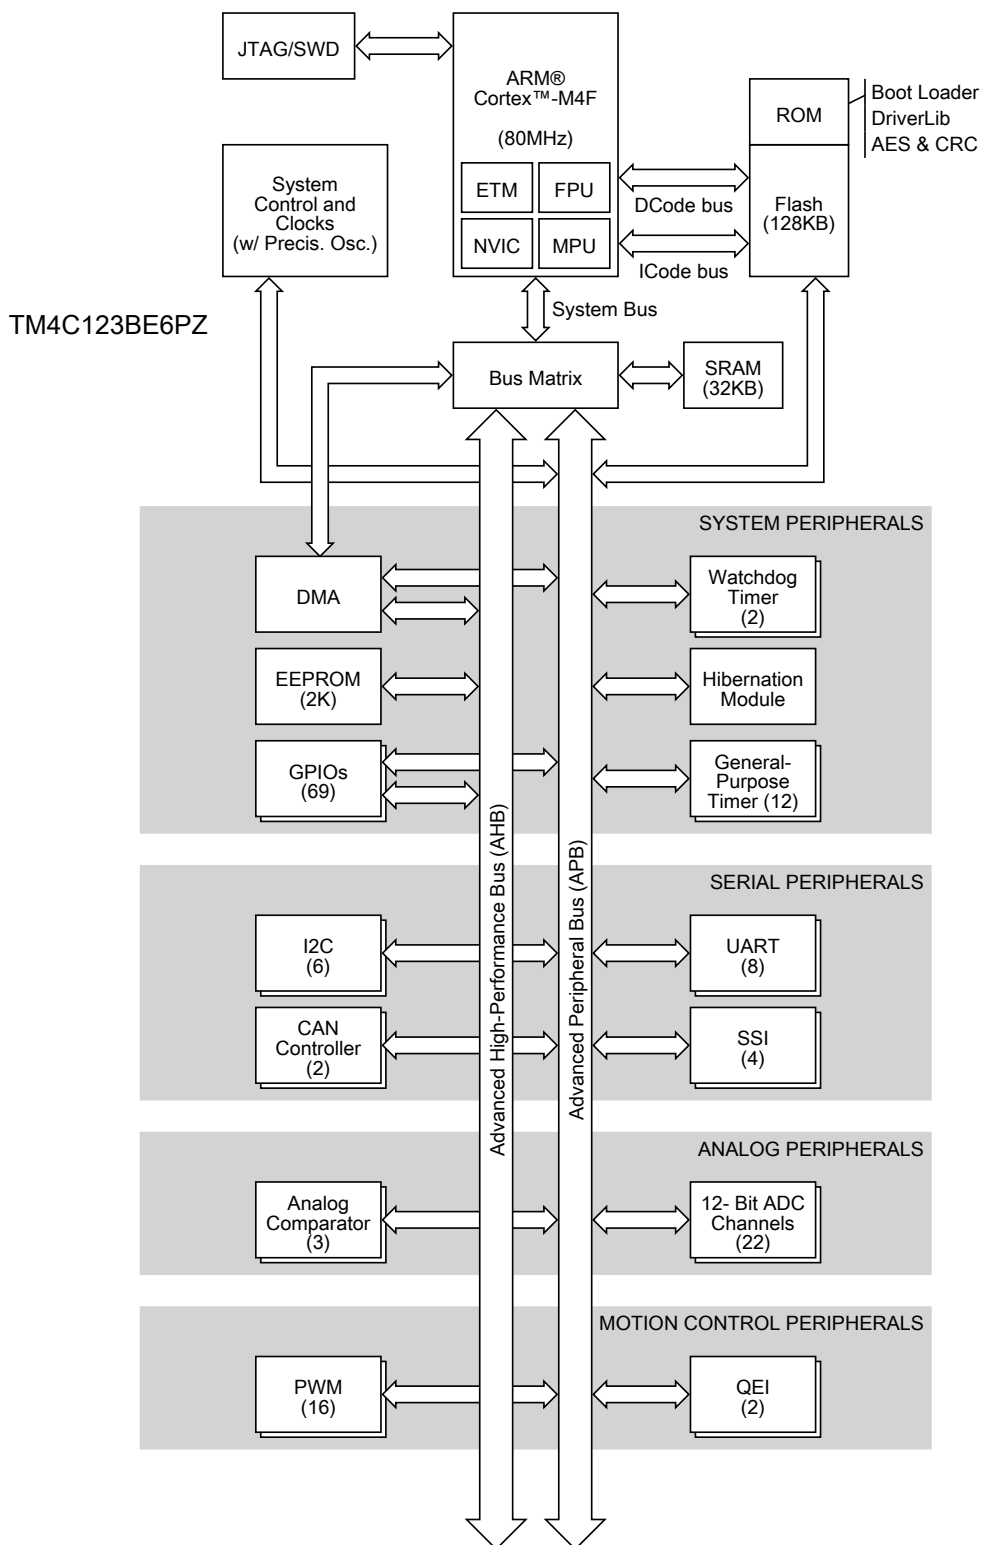 JTAG/SWD
ARM®
Cortex™-M4F
(80MHz)
ETM
FPU
NVIC
MPU
ROM
Boot Loader
DriverLib
AES & CRC
Flash
(128KB)
DCode bus
ICode bus
System
Control and
Clocks
(w/ Precis. Osc.)
TM4C123BE6PZ
System Bus
Bus Matrix
SRAM
(32KB)
SYSTEM PERIPHERALS
DMA
Watchdog
Timer
(2)
EEPROM
(2K)
Hibernation
Module
GPIOs
(69)
General-
Purpose
Timer (12)
Advanced High-Performance Bus (AHB)
Advanced Peripheral Bus (APB)
SERIAL PERIPHERALS
I2C
(6)
UART
(8)
CAN
Controller
(2)
SSI
(4)
ANALOG PERIPHERALS
Analog
Comparator
(3)
12- Bit ADC
Channels
(22)
MOTION CONTROL PERIPHERALS
PWM
(16)
QEI
(2)